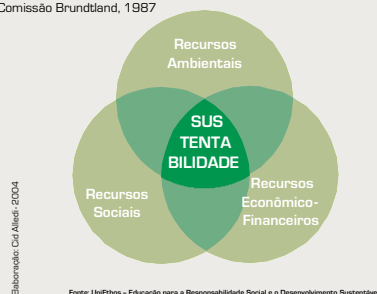 Comissão Brundtland, 1987
Recursos
Ambientais
SUS
TENTA
BILIDADE
Recursos
Sociais
Recursos
Econômico-
Financeiros
Elaboração: Cid Alledi - 2004
Fonte: UniEthos – Educação para a Responsabilidade Social e o Desenvolvimento Sustentáve